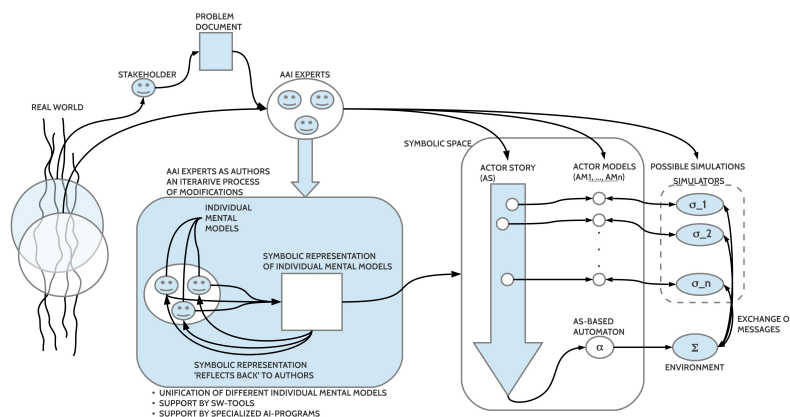 PROBLEM
DOCUMENT
STAKEHOLDER
AAI EXPERTS
REAL WORLD
SYMBOLIC SPACE
ACTOR STORY
(AS)
ACTOR MODELS
(AM1, ..., AMn)
POSSIBLE SIMULATIONS
SIMULATORS
σ_1
σ_2
.
.
.
σ_n
AAI EXPERTS AS AUTHORS
AN ITERARIVE PROCESS
OF MODIFICATIONS
INDIVIDUAL
MENTAL
MODELS
SYMBOLIC REPRESENTATION
OF INDIVIDUAL MENTAL MODELS
SYMBOLIC REPRESENTATION
'REFLECTS BACK' TO AUTHORS
AS-BASED
AUTOMATON
α
Σ
ENVIRONMENT
EXCHANGE O
MESSAGES
• UNIFICATION OF DIFFERENT INDIVIDUAL MENTAL MODELS
• SUPPORT BY SW-TOOLS
• SUPPORT BY SPECIALIZED AI-PROGRAMS